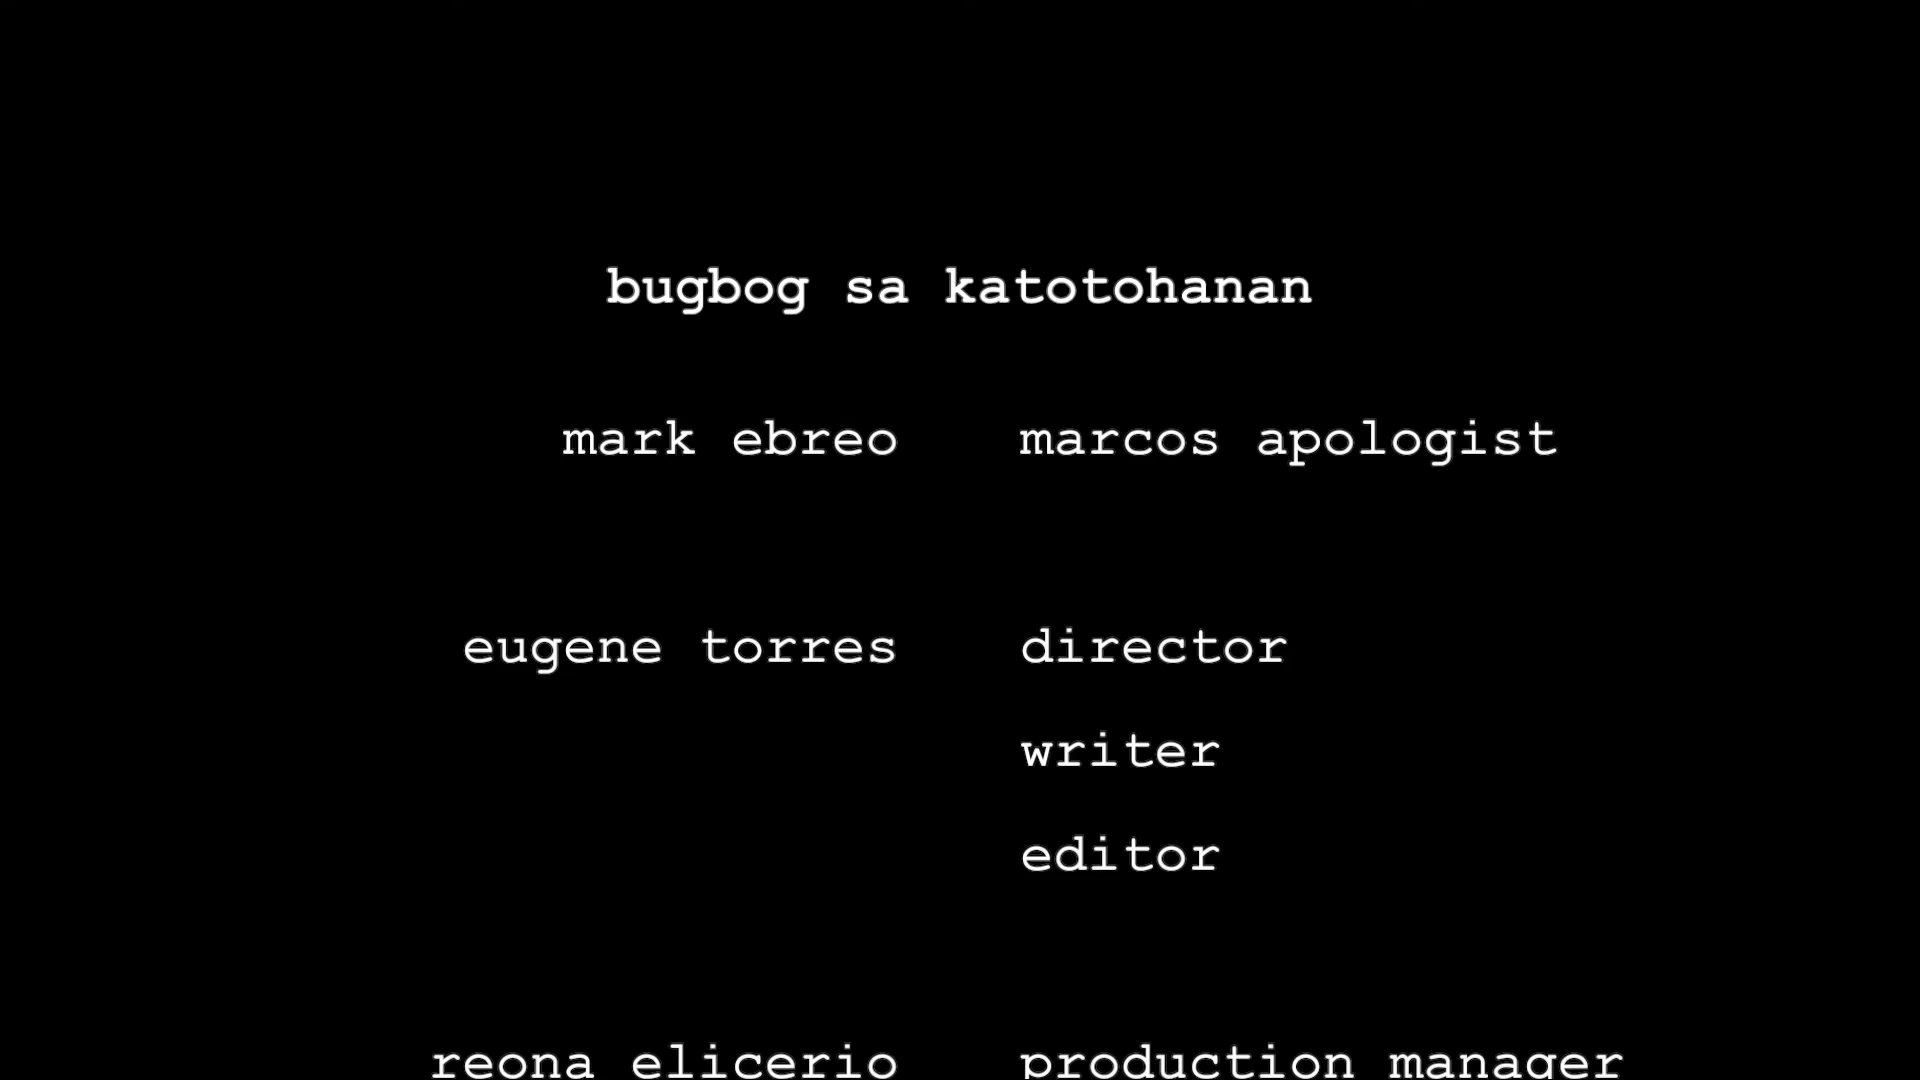 bugbog sa katotohanan
mark ebreo marcos apologist
eugene torres director
writer
editor
reona elicerio production manager